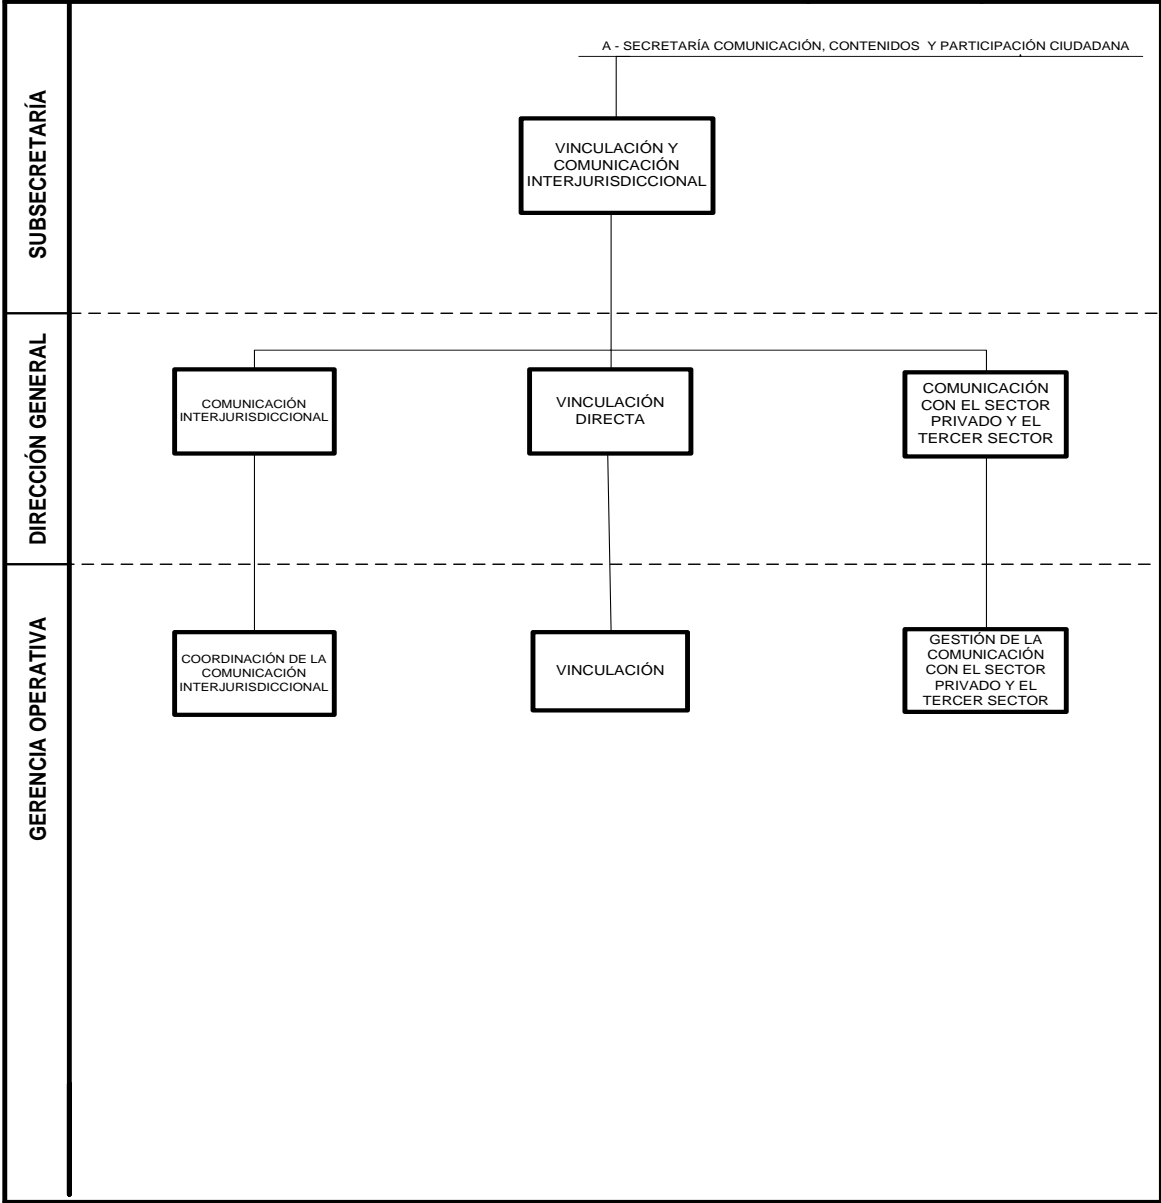 A - SECRETARÍA COMUNICACIÓN, CONTENIDOS Y PARTICIPACIÓN CIUDADANA
SUBSECRETARÍA
VINCULACIÓN Y
COMUNICACIÓN
INTERJURISDICCIONAL
DIRECCIÓN GENERAL
COMUNICACIÓN
INTERJURISDICCIONAL
VINCULACIÓN
DIRECTA
COMUNICACIÓN
CON EL SECTOR
PRIVADO Y EL
TERCER SECTOR
GERENCIA OPERATIVA
COORDINACIÓN DE LA
COMUNICACIÓN
INTERJURISDICCIONAL
VINCULACIÓN
GESTIÓN DE LA
COMUNICACIÓN
CON EL SECTOR
PRIVADO Y EL
TERCER SECTOR